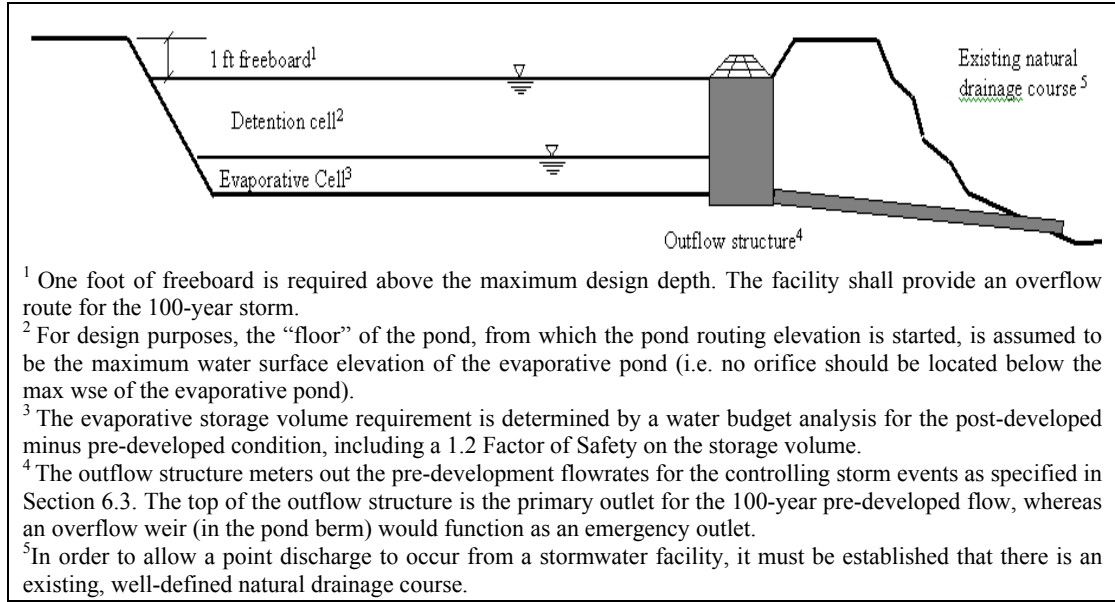 1 ft freeboard¹
Existing natural
drainage course ⁵
Detention cell²
Evaporative Cell³
Outflow structure⁴
¹ One foot of freeboard is required above the maximum design depth. The facility shall provide an overflow
route for the 100-year storm.
² For design purposes, the “floor” of the pond, from which the pond routing elevation is started, is assumed to
be the maximum water surface elevation of the evaporative pond (i.e. no orifice should be located below the
max wse of the evaporative pond).
³ The evaporative storage volume requirement is determined by a water budget analysis for the post-developed
minus pre-developed condition, including a 1.2 Factor of Safety on the storage volume.
⁴ The outflow structure meters out the pre-development flowrates for the controlling storm events as specified in
Section 6.3. The top of the outflow structure is the primary outlet for the 100-year pre-developed flow, whereas
an overflow weir (in the pond berm) would function as an emergency outlet.
⁵In order to allow a point discharge to occur from a stormwater facility, it must be established that there is an
existing, well-defined natural drainage course.